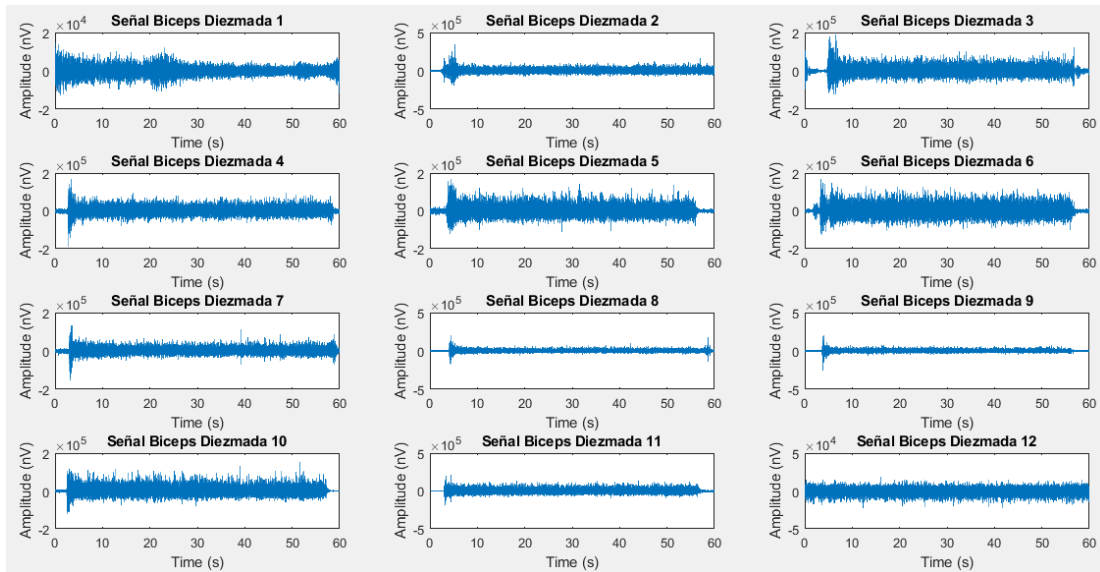 Señal Biceps Diezmada 1
×10^4
Amplitude (nV)
2
0
-2
0 10 20 30 40 50 60
Time (s)
Señal Biceps Diezmada 2
×10^5
Amplitude (nV)
5
0
-5
0 10 20 30 40 50 60
Time (s)
Señal Biceps Diezmada 3
×10^5
Amplitude (nV)
2
0
-2
0 10 20 30 40 50 60
Time (s)
Señal Biceps Diezmada 4
×10^5
Amplitude (nV)
2
0
-2
0 10 20 30 40 50 60
Time (s)
Señal Biceps Diezmada 5
×10^5
Amplitude (nV)
2
0
-2
0 10 20 30 40 50 60
Time (s)
Señal Biceps Diezmada 6
×10^5
Amplitude (nV)
2
0
-2
0 10 20 30 40 50 60
Time (s)
Señal Biceps Diezmada 7
×10^5
Amplitude (nV)
2
0
-2
0 10 20 30 40 50 60
Time (s)
Señal Biceps Diezmada 8
×10^5
Amplitude (nV)
5
0
-5
0 10 20 30 40 50 60
Time (s)
Señal Biceps Diezmada 9
×10^5
Amplitude (nV)
5
0
-5
0 10 20 30 40 50 60
Time (s)
Señal Biceps Diezmada 10
×10^5
Amplitude (nV)
2
0
-2
0 10 20 30 40 50 60
Time (s)
Señal Biceps Diezmada 11
×10^5
Amplitude (nV)
5
0
-5
0 10 20 30 40 50 60
Time (s)
Señal Biceps Diezmada 12
×10^4
Amplitude (nV)
5
0
-5
0 10 20 30 40 50 60
Time (s)